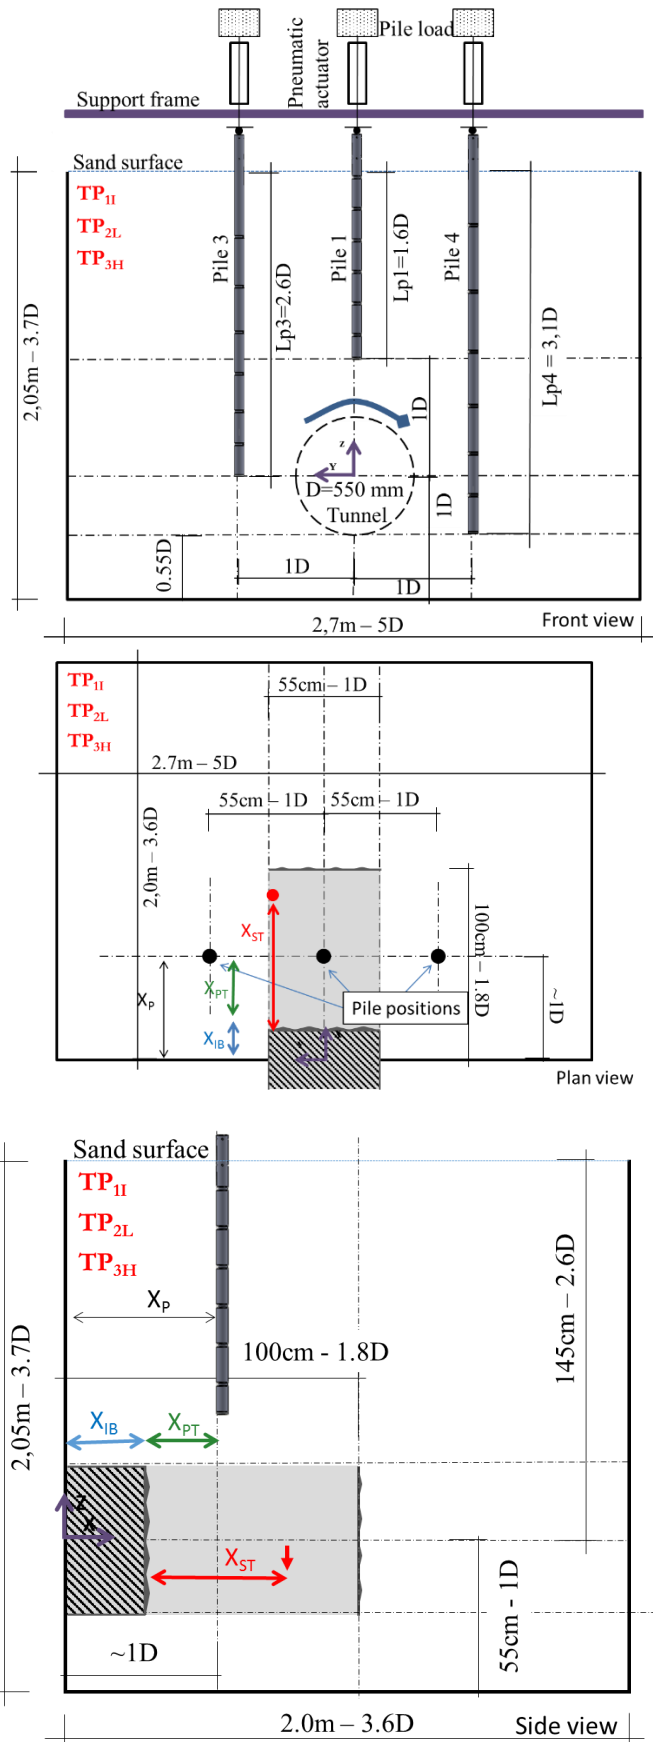 Pile load
Pneumatic
actuator
Support frame
Sand surface
TP1I
TP2L
TP3H
Pile 3
Pile 1
Pile 4
Lp1=1.6D
Lp3=2.6D
Lp4 = 3,1D
2,05m – 3.7D
1D
Z
Y
D=550 mm
Tunnel
1D
0.55D
1D
1D
Front view
2,7m – 5D
TP1I
TP2L
TP3H
55cm – 1D
2.7m – 5D
55cm – 1D
55cm – 1D
2,0m – 3.6D
XST
100cm – 1.8D
XP
XPT
Pile positions
~1D
XIB
Plan view
Sand surface
TP1I
TP2L
TP3H
XP
145cm – 2.6D
100cm - 1.8D
2,05m – 3.7D
XIB
XPT
Z
X
XST
55cm - 1D
~1D
2.0m – 3.6D
Side view